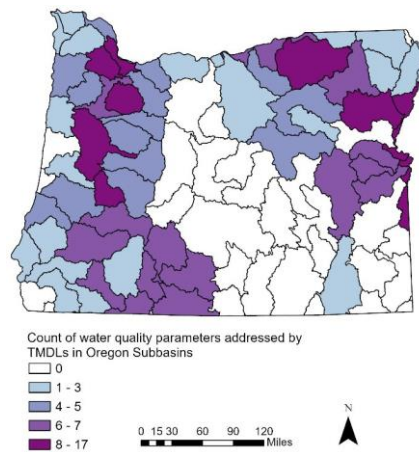 Count of water quality parameters addressed by
TMDLs in Oregon Subbasins
0
1 - 3
4 - 5
6 - 7
8 - 17
0 15 30 60 90 120
Miles
N